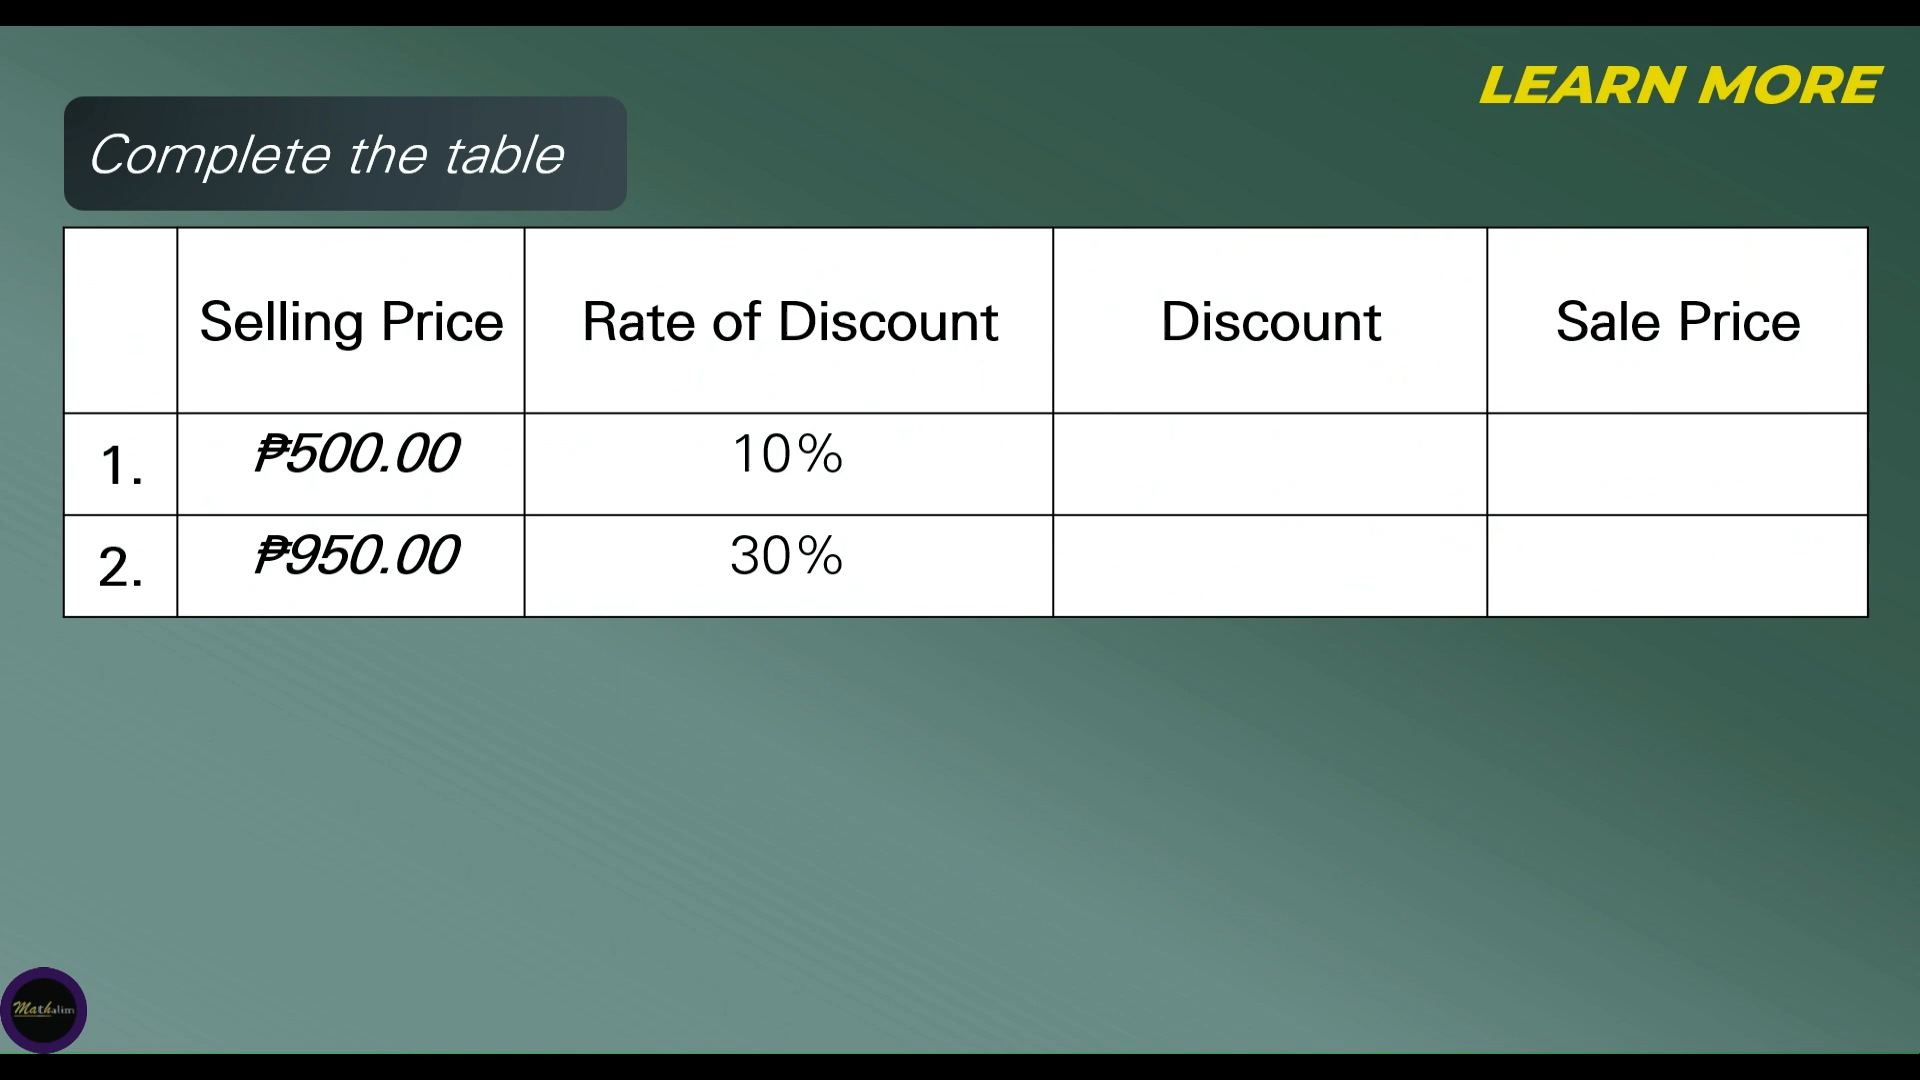 LEARN MORE
Complete the table
Selling Price Rate of Discount Discount Sale Price
1. ₱500.00 10%
2. ₱950.00 30%
Mathalim